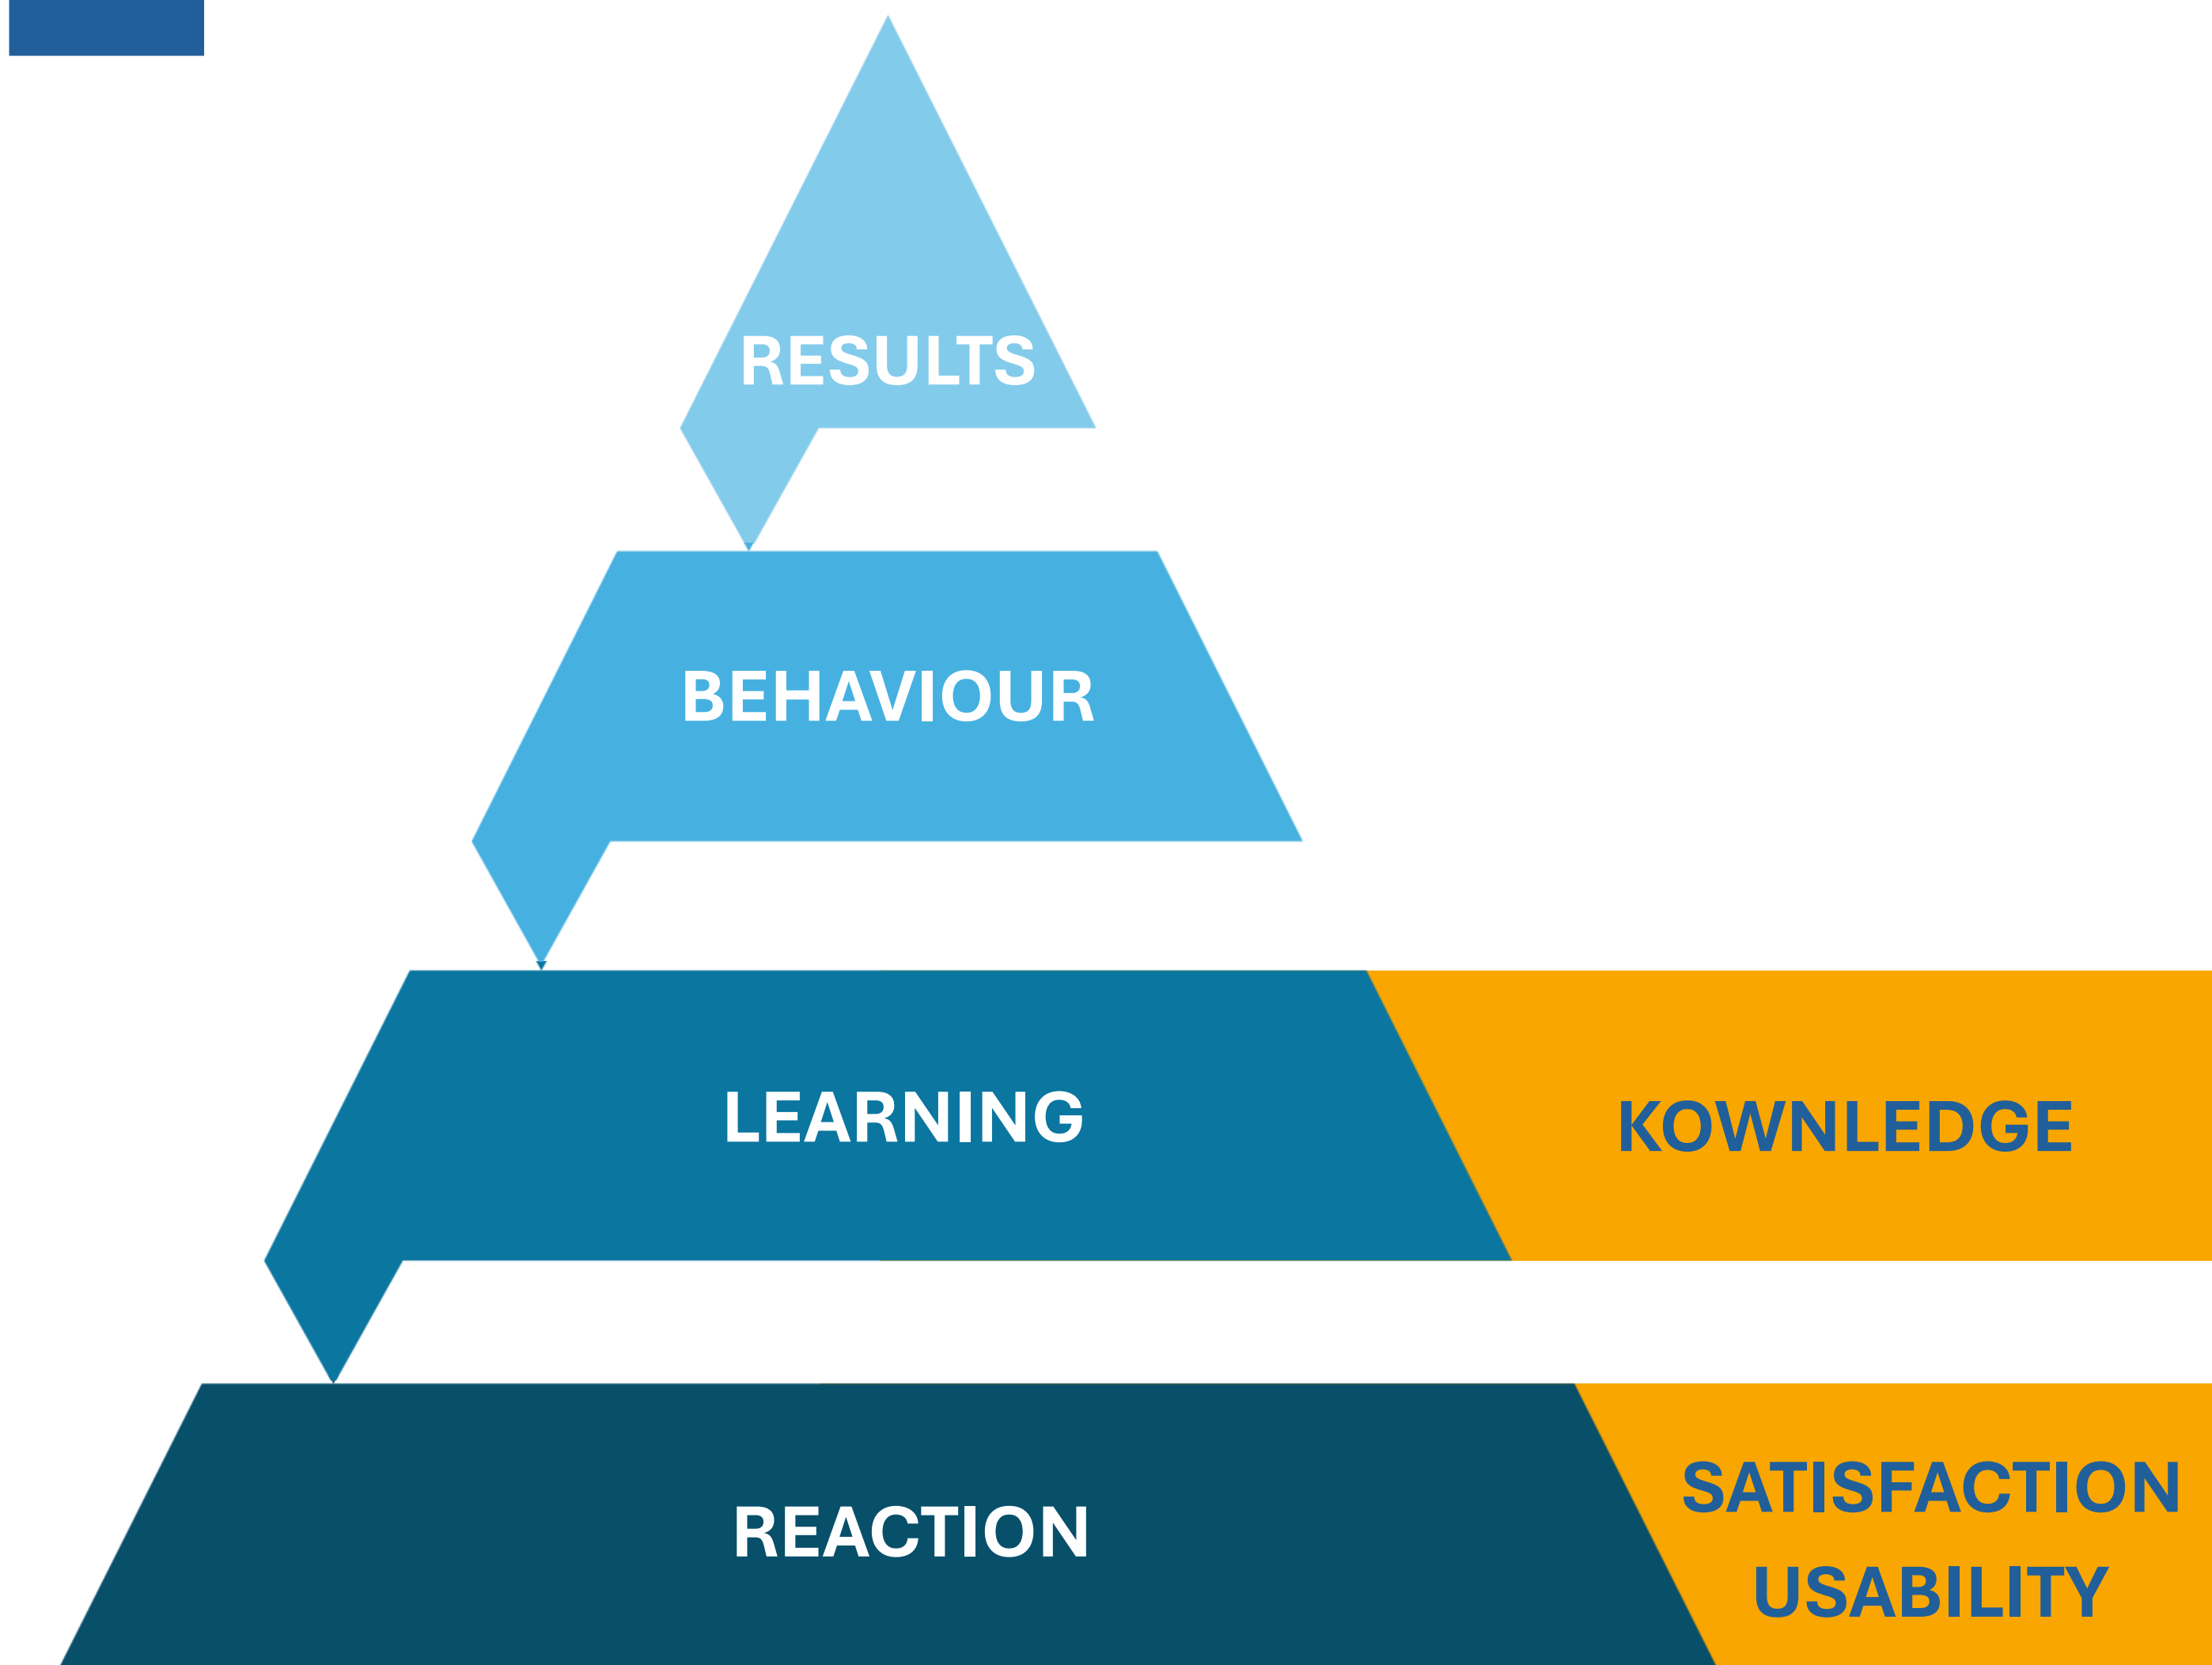 RESULTS
BEHAVIOUR
LEARNING
KOWNLEDGE
REACTION
SATISFACTION
USABILITY